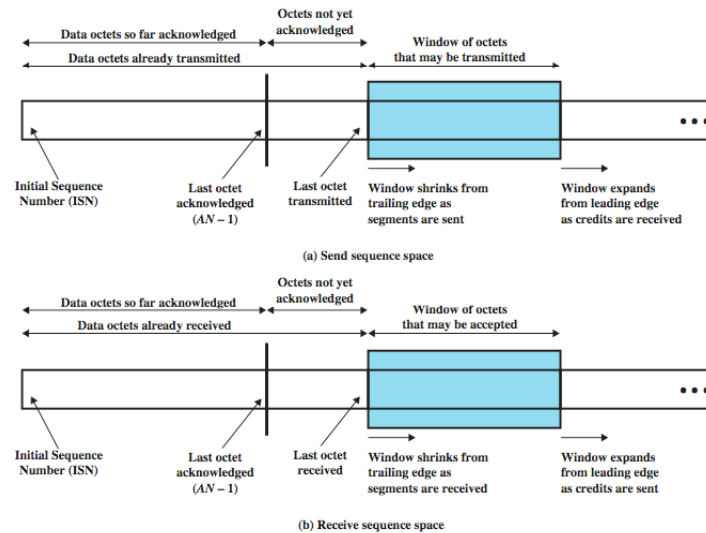 Octets not yet
acknowledged
Data octets so far acknowledged
Window of octets
that may be transmitted
Data octets already transmitted
•••
Initial Sequence
Number (ISN)
Last octet
acknowledged
(AN – 1)
Last octet
transmitted
Window shrinks from
trailing edge as
segments are sent
Window expands
from leading edge
as credits are received
(a) Send sequence space
Octets not yet
acknowledged
Data octets so far acknowledged
Window of octets
that may be accepted
Data octets already received
•••
Initial Sequence
Number (ISN)
Last octet
acknowledged
(AN – 1)
Last octet
received
Window shrinks from
trailing edge as
segments are received
Window expands
from leading edge
as credits are sent
(b) Receive sequence space